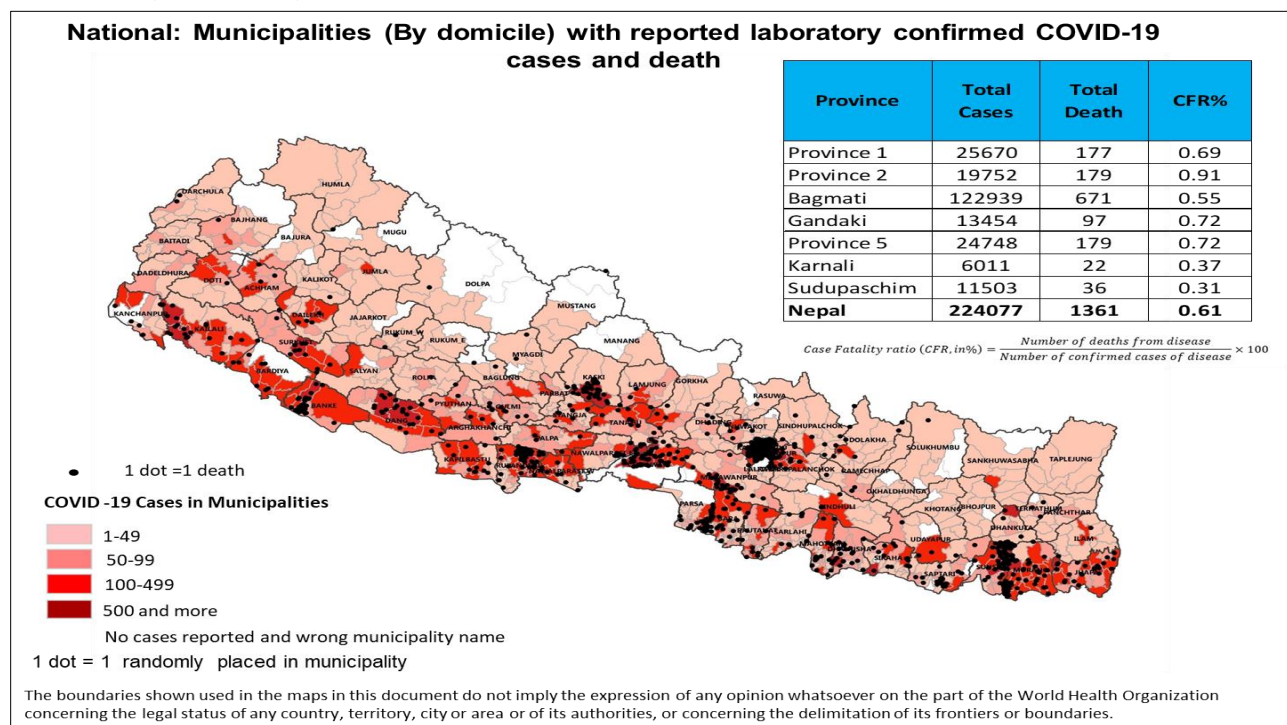 National: Municipalities (By domicile) with reported laboratory confirmed COVID-19
cases and death
Province Total Cases Total Death CFR%
Province 1 25670 177 0.69
Province 2 19752 179 0.91
Bagmati 122939 671 0.55
Gandaki 13454 97 0.72
Province 5 24748 179 0.72
Karnali 6011 22 0.37
Sudupaschim 11503 36 0.31
Nepal 224077 1361 0.61
Case Fatality ratio (CFR, in%) = Number of deaths from disease / Number of confirmed cases of disease × 100
HUMLA
DARCHULA
BAJHANG
MUGU
BAJURA
BAITADI
DADELDHURA
DOTI
JUMLA
ACHHAM
KALIKOT
DOLPA
KANCHANPUR
DAILEKH
MUSTANG
JAJARKOT
KAILALI
RUKUM_W
RUKUM_E
MANANG
SURKHET
MYAGDI
SALYAN
BARDIYA
ROLPA
BAGLUNG
KASKI
LAMJUNG
GORKHA
PARBAT
RASUWA
BANKE
PYUTHAN
GULMI
SYANGJA
DANG
TANAHU
DHADING
SINDHUPALCHOK
ARGHAKHANCHI
DOLAKHA
PALPA
SOLUKHUMBU
SANKHUWASABHA
TAPLEJUNG
KAPILBASTU
RAMECHHAP
OKHALDHUNGA
KHOTANG
BHOJPUR
PARSA
SINDHULI
DHANKUTA
ILAM
SARLAHI
UDAYAPUR
SIRAHA
SAPTARI
1 dot =1 death
COVID -19 Cases in Municipalities
1-49
50-99
100-499
500 and more
No cases reported and wrong municipality name
1 dot = 1 randomly placed in municipality
The boundaries shown used in the maps in this document do not imply the expression of any opinion whatsoever on the part of the World Health Organization
concerning the legal status of any country, territory, city or area or of its authorities, or concerning the delimitation of its frontiers or boundaries.